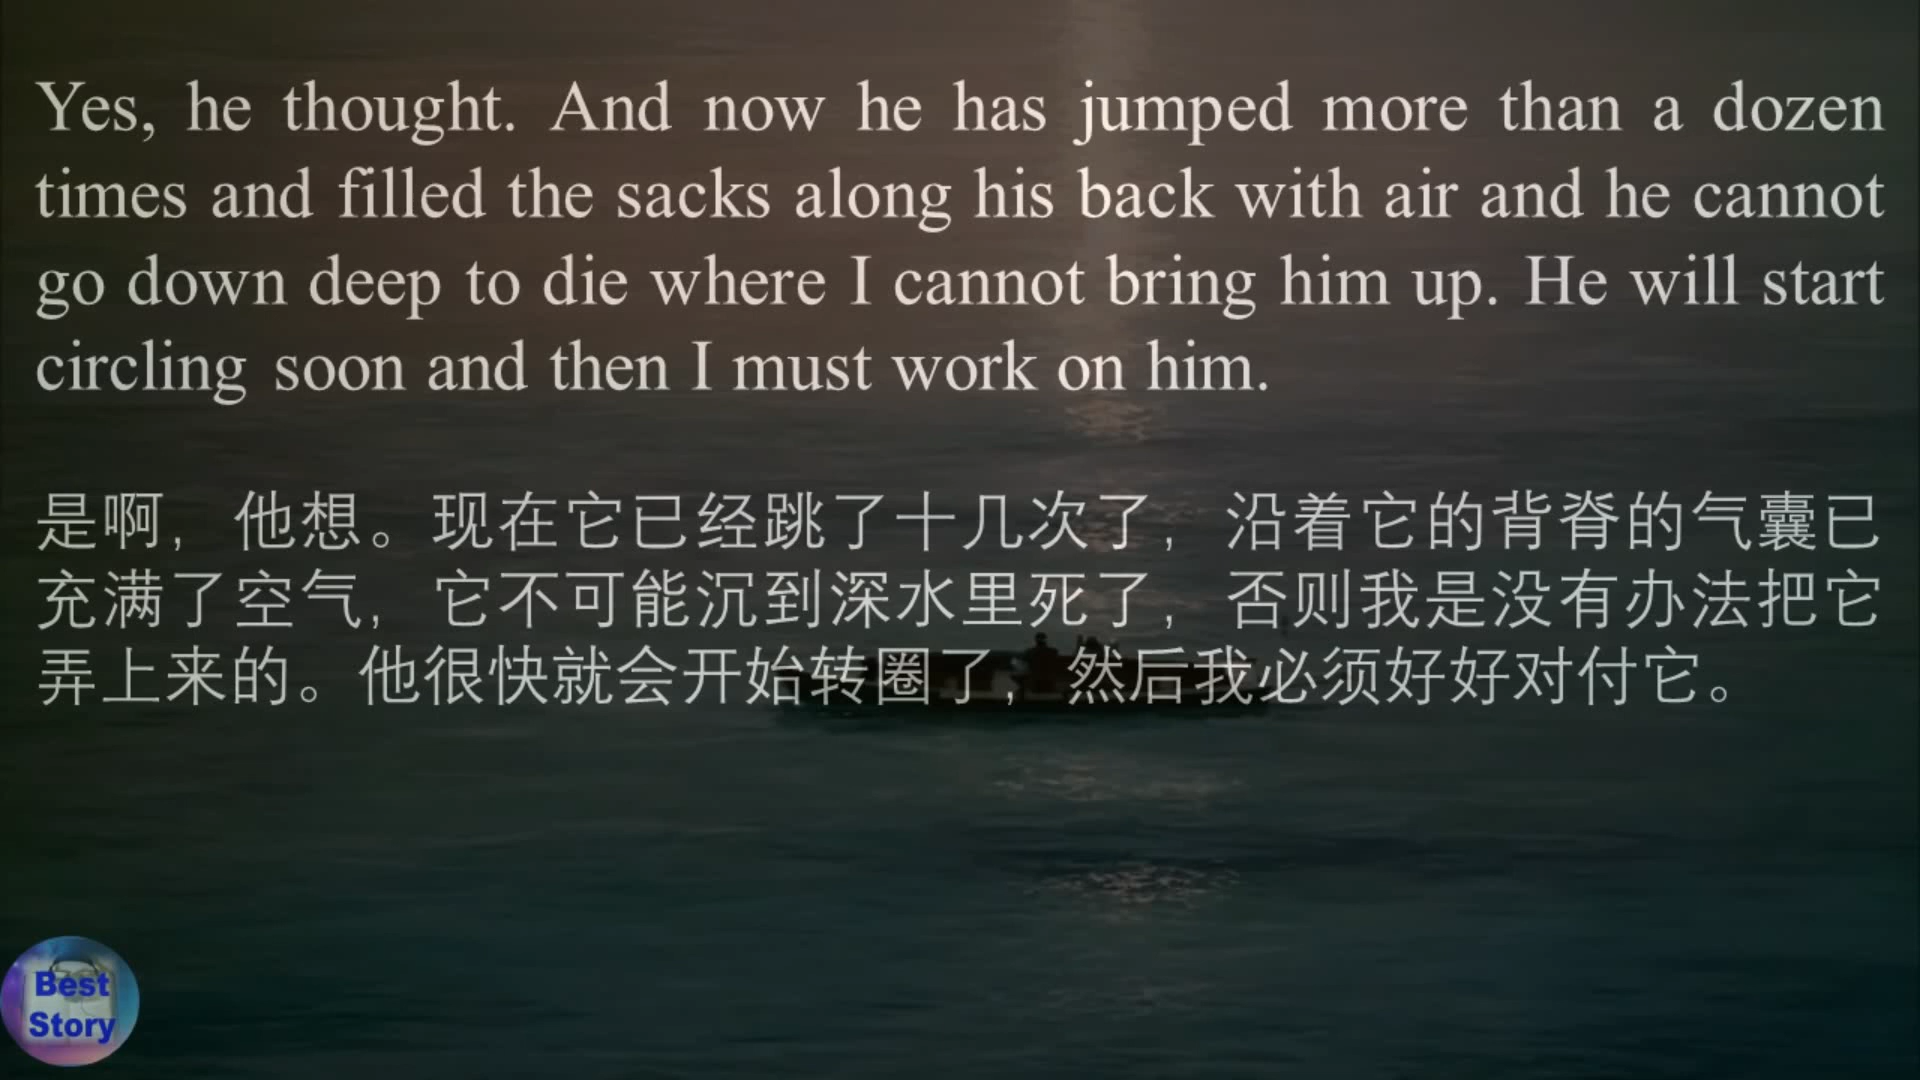 Yes, he thought. And now he has jumped more than a dozen
times and filled the sacks along his back with air and he cannot
go down deep to die where I cannot bring him up. He will start
circling soon and then I must work on him.
是啊，他想。现在它已经跳了十几次了，沿着它的背脊的气囊已
充满了空气，它不可能沉到深水里死了，否则我是没有办法把它
弄上来的。他很快就会开始转圈了，然后我必须好好对付它。
Best
Story